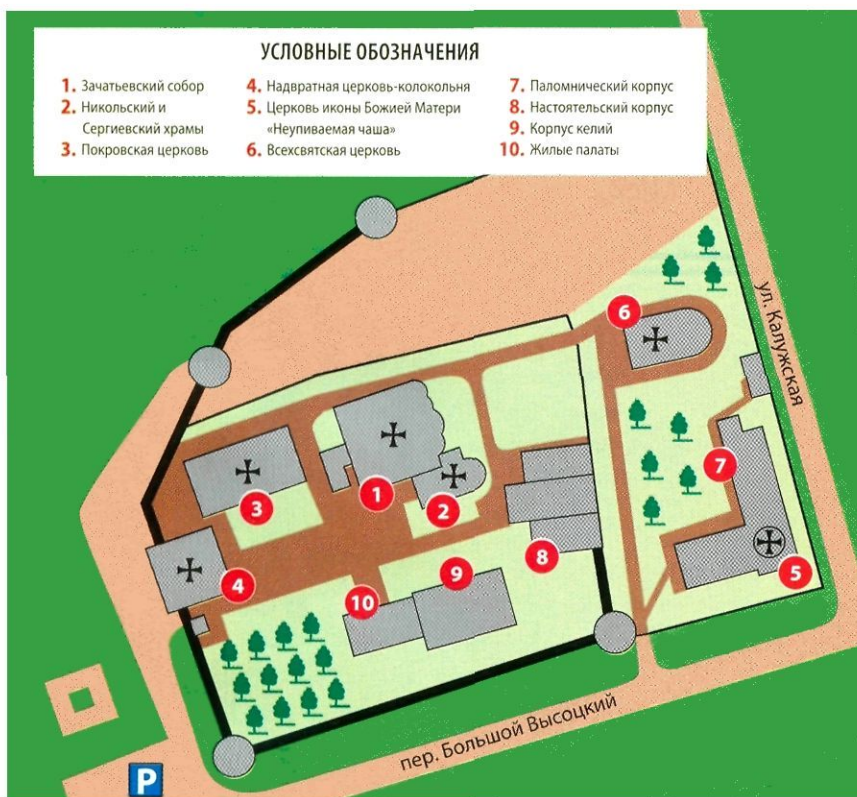 УСЛОВНЫЕ ОБОЗНАЧЕНИЯ
1. Зачатьевский собор
2. Никольский и
Сергиевский храмы
3. Покровская церковь
4. Надвратная церковь-колокольня
5. Церковь иконы Божией Матери
«Неупиваемая чаша»
6. Всехсвятская церковь
7. Паломнический корпус
8. Настоятельский корпус
9. Корпус келий
10. Жилые палаты
6
ул. Калужская
7
3
1
2
4
10
9
8
5
пер. Большой Высоцкий
P